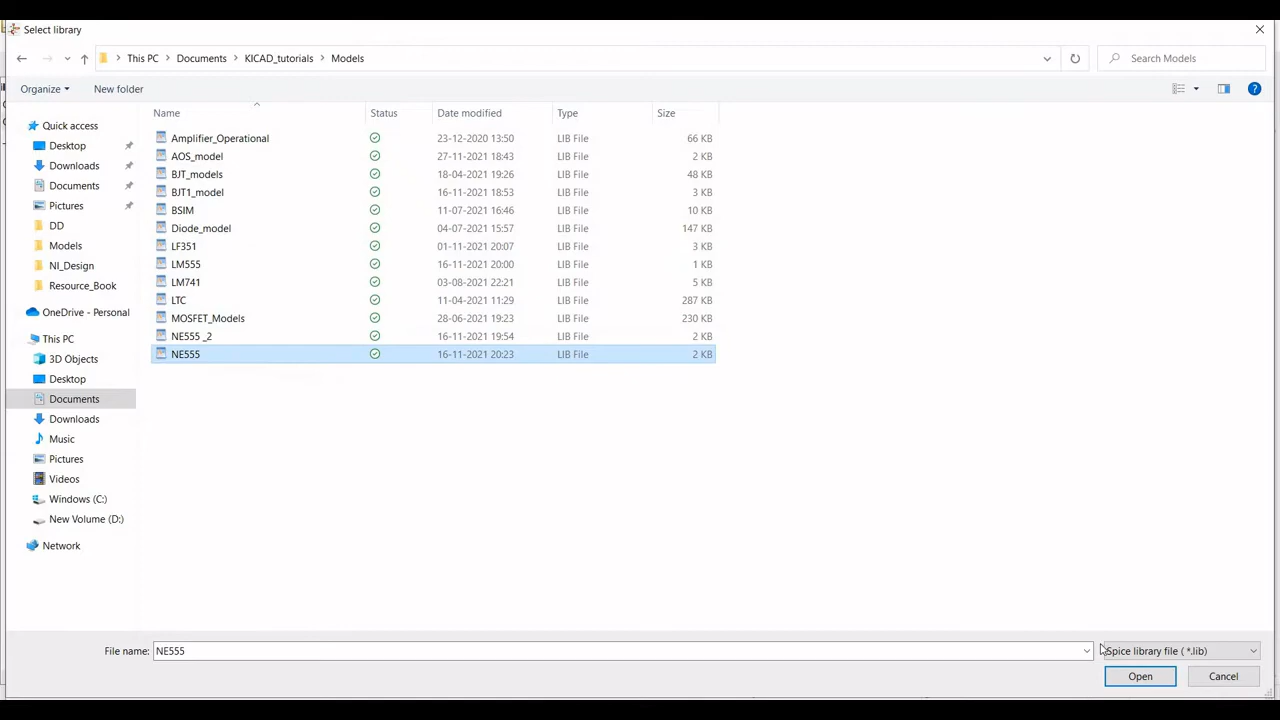 Select library
This PC > Documents > KICAD_tutorials > Models
Search Models
Organize
New folder
?
Name Status Date modified Type Size
Quick access
Desktop
Downloads
Documents
Pictures
DD
Models
NI_Design
Resource_Book
OneDrive - Personal
This PC
3D Objects
Desktop
Documents
Downloads
Music
Pictures
Videos
Windows (C:)
New Volume (D:)
Network
Amplifier_Operational 23-12-2020 13:50 LIB File 66 KB
AOS_model 27-11-2021 18:43 LIB File 2 KB
BJT_models 18-04-2021 19:26 LIB File 48 KB
BJT1_model 16-11-2021 18:53 LIB File 3 KB
BSIM 11-07-2021 16:46 LIB File 10 KB
Diode_model 04-07-2021 15:57 LIB File 147 KB
LF351 01-11-2021 20:07 LIB File 3 KB
LM555 16-11-2021 20:00 LIB File 1 KB
LM741 03-08-2021 22:21 LIB File 5 KB
LTC 11-04-2021 11:29 LIB File 287 KB
MOSFET_Models 28-06-2021 19:23 LIB File 230 KB
NE555 _2 16-11-2021 19:54 LIB File 2 KB
NE555 16-11-2021 20:23 LIB File 2 KB
File name: NE555
Spice library file ( *.lib)
Open
Cancel